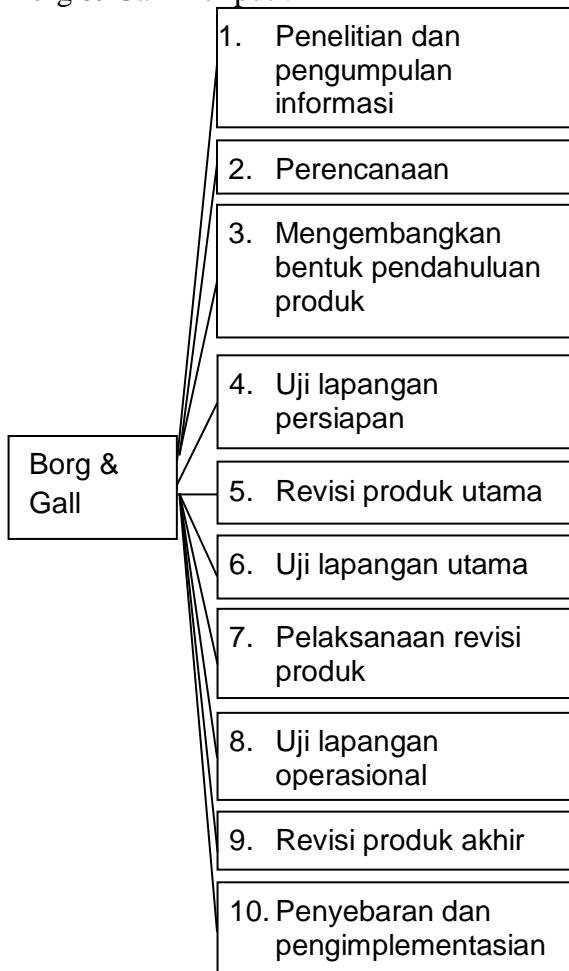 1. Penelitian dan
pengumpulan
informasi
2. Perencanaan
3. Mengembangkan
bentuk pendahuluan
produk
4. Uji lapangan
persiapan
Borg &
Gall
5. Revisi produk utama
6. Uji lapangan utama
7. Pelaksanaan revisi
produk
8. Uji lapangan
operasional
9. Revisi produk akhir
10. Penyebaran dan
pengimplementasian